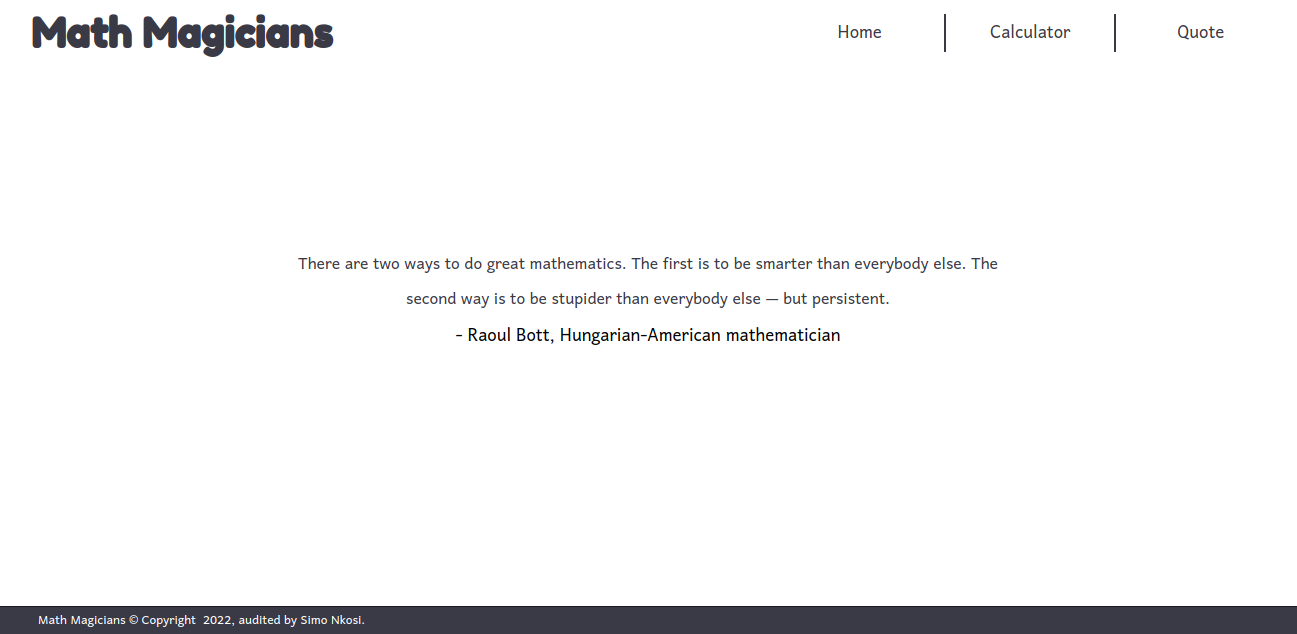 Math Magicians
Home
Calculator
Quote
There are two ways to do great mathematics. The first is to be smarter than everybody else. The
second way is to be stupider than everybody else — but persistent.
- Raoul Bott, Hungarian-American mathematician
Math Magicians © Copyright  2022, audited by Simo Nkosi.